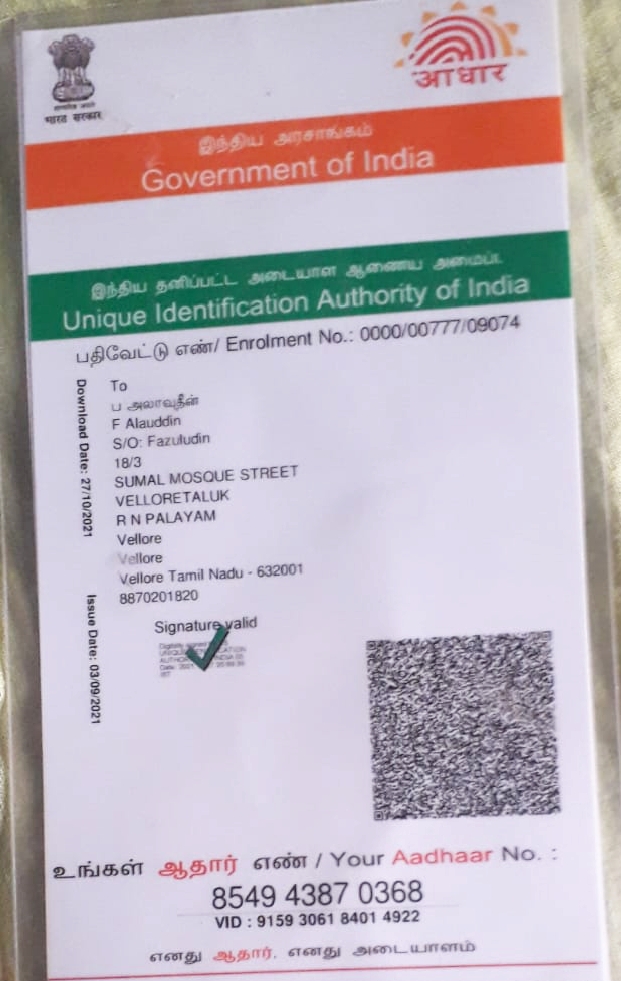 आधार
भारत सरकार
இந்திய அரசாங்கம்
Government of India
இந்திய தனிப்பட்ட அடையாள ஆணைய அமைப்பு
Unique Identification Authority of India
பதிவேட்டு எண்/ Enrolment No.: 0000/00777/09074
Download Date: 27/10/2021
Issue Date: 03/09/2021
To
ப அலாவுதீன்
F Alauddin
S/O: Fazuludin
18/3
SUMAL MOSQUE STREET
VELLORETALUK
R N PALAYAM
Vellore
Vellore
Vellore Tamil Nadu - 632001
8870201820
Signature valid
உங்கள் ஆதார் எண் / Your Aadhaar No. :
8549 4387 0368
VID : 9159 3061 8401 4922
எனது ஆதார், எனது அடையாளம்